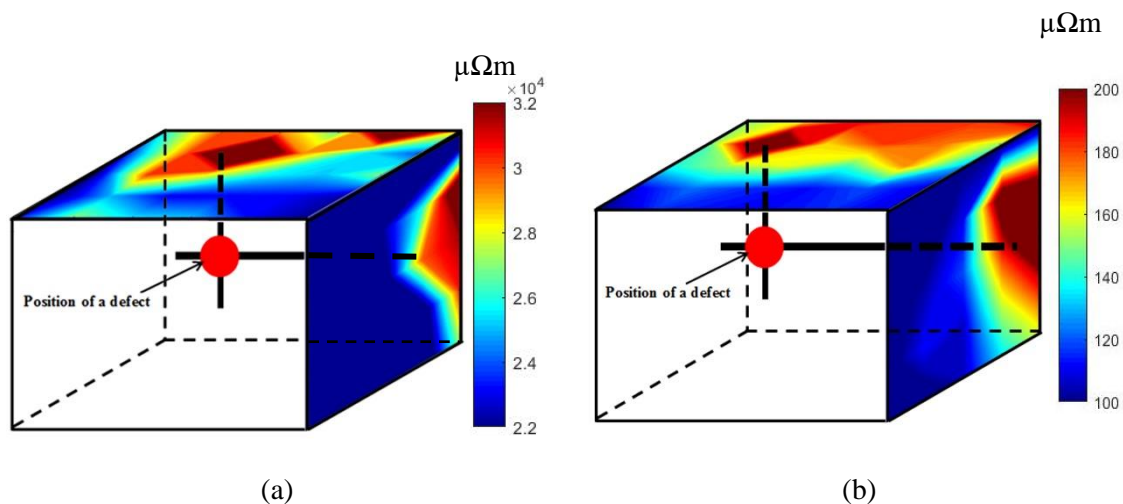 µΩm
× 10⁴
3.2
3
2.8
2.6
2.4
2.2
Position of a defect
(a)
µΩm
200
180
160
140
120
100
Position of a defect
(b)